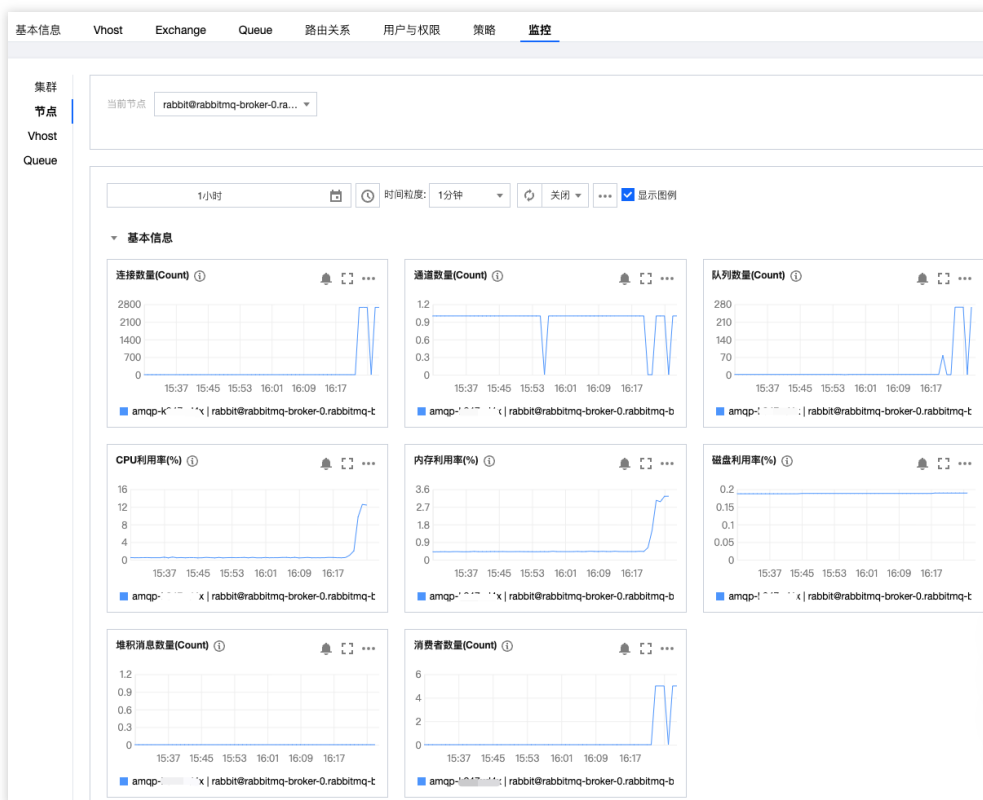 基本信息 Vhost Exchange Queue 路由关系 用户与权限 策略 监控
集群
节点
Vhost
Queue
当前节点 rabbit@rabbitmq-broker-0.ra...
1小时 时间粒度: 1分钟 关闭 显示图例
基本信息
连接数量(Count)
2800
2100
1400
700
0
15:37 15:45 15:53 16:01 16:09 16:17
| rabbit@rabbitmq-broker-0.rabbitmq-b
通道数量(Count)
1.2
0.9
0.6
0.3
0
15:37 15:45 15:53 16:01 16:09 16:17
| rabbit@rabbitmq-broker-0.rabbitmq-b
队列数量(Count)
280
210
140
70
0
15:37 15:45 15:53 16:01 16:09 16:17
| rabbit@rabbitmq-broker-0.rabbitmq-b
CPU利用率(%)
16
12
8
4
0
15:37 15:45 15:53 16:01 16:09 16:17
| rabbit@rabbitmq-broker-0.rabbitmq-b
内存利用率(%)
3.6
2.7
1.8
0.9
0
15:37 15:45 15:53 16:01 16:09 16:17
| rabbit@rabbitmq-broker-0.rabbitmq-b
磁盘利用率(%)
0.2
0.15
0.1
0.05
0
15:37 15:45 15:53 16:01 16:09 16:17
| rabbit@rabbitmq-broker-0.rabbitmq-b
堆积消息数量(Count)
1.2
0.9
0.6
0.3
0
15:37 15:45 15:53 16:01 16:09 16:17
| rabbit@rabbitmq-broker-0.rabbitmq-b
消费者数量(Count)
6
4
2
0
15:37 15:45 15:53 16:01 16:09 16:17
| rabbit@rabbitmq-broker-0.rabbitmq-b